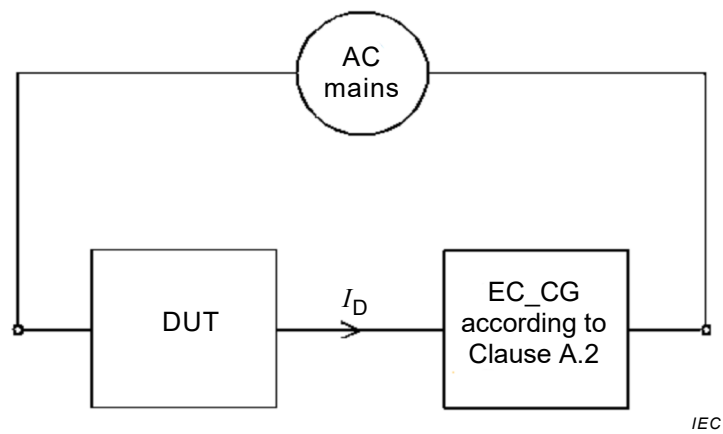 AC
mains
DUT
I_D
EC_CG
according to
Clause A.2
IEC